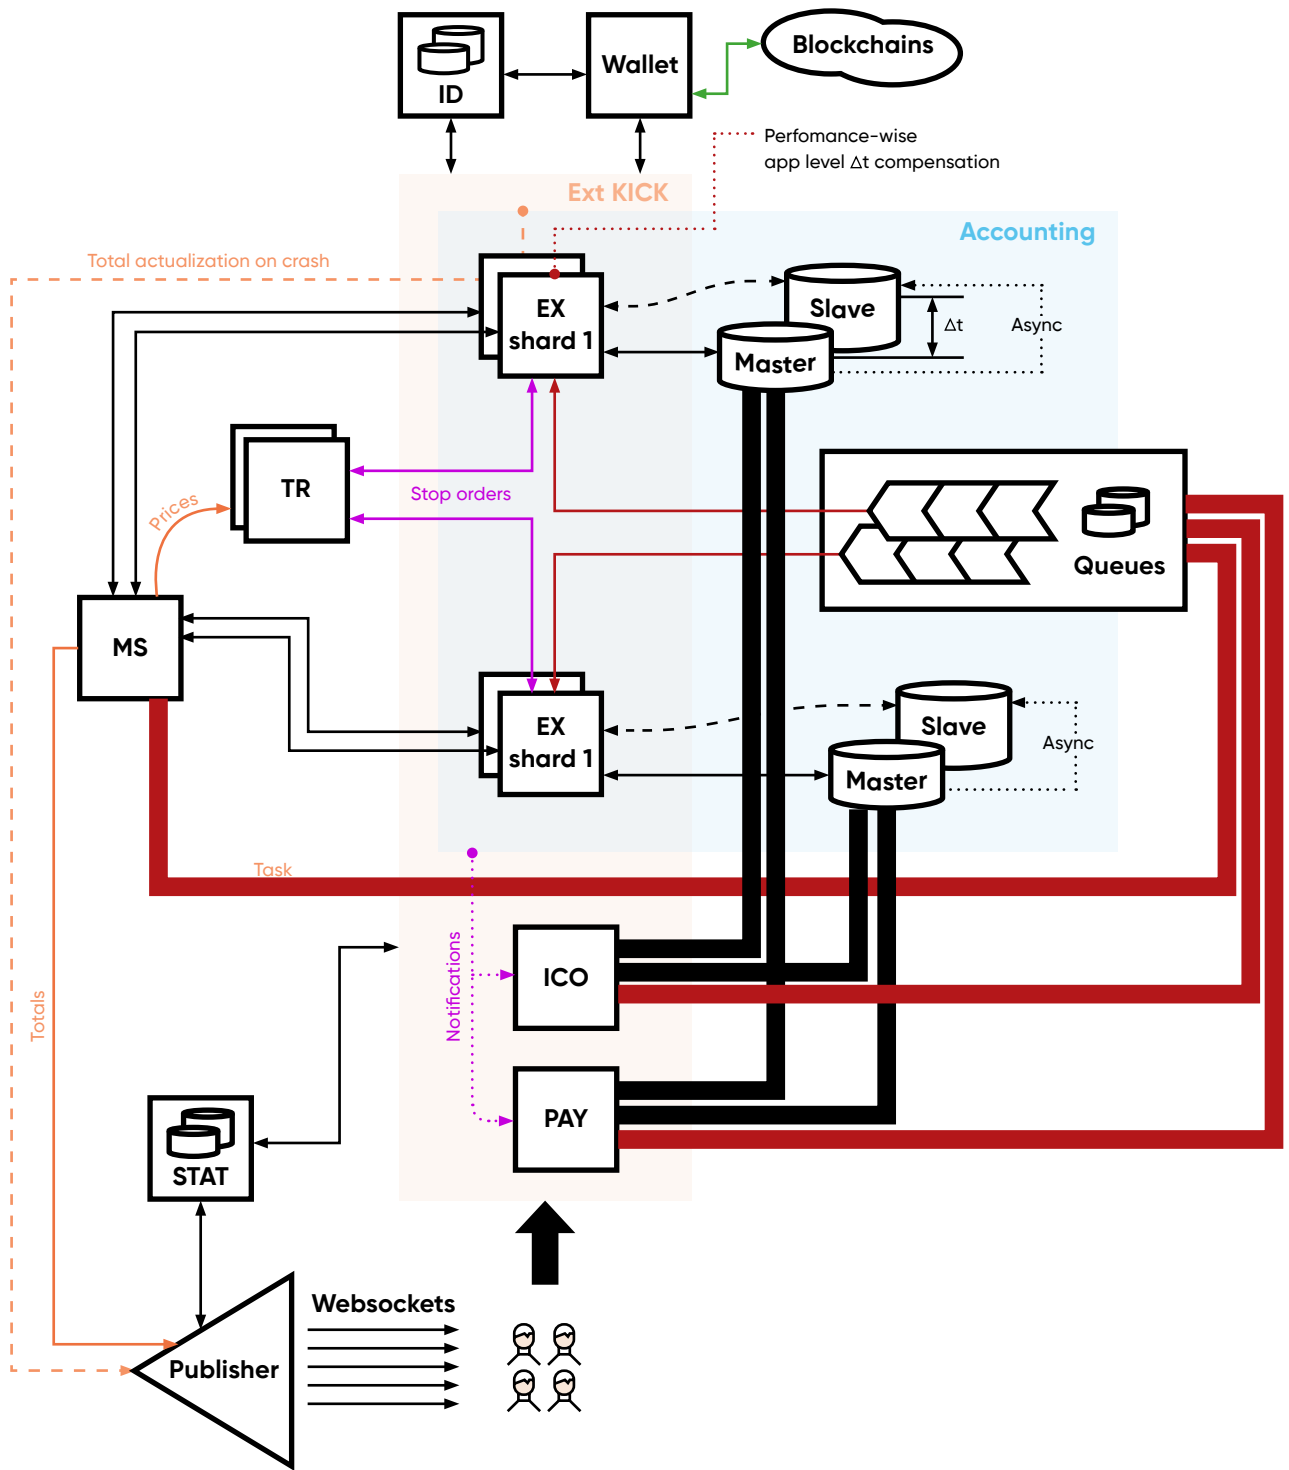 Blockchains
Wallet
ID
Perfomance-wise
app level Δt compensation
Ext KICK
Accounting
Total actualization on crash
EX
shard 1
Slave
Δt
Async
Master
TR
Stop orders
Prices
Queues
MS
EX
shard 1
Slave
Async
Master
Task
Notifications
ICO
Totals
PAY
STAT
Websockets
Publisher